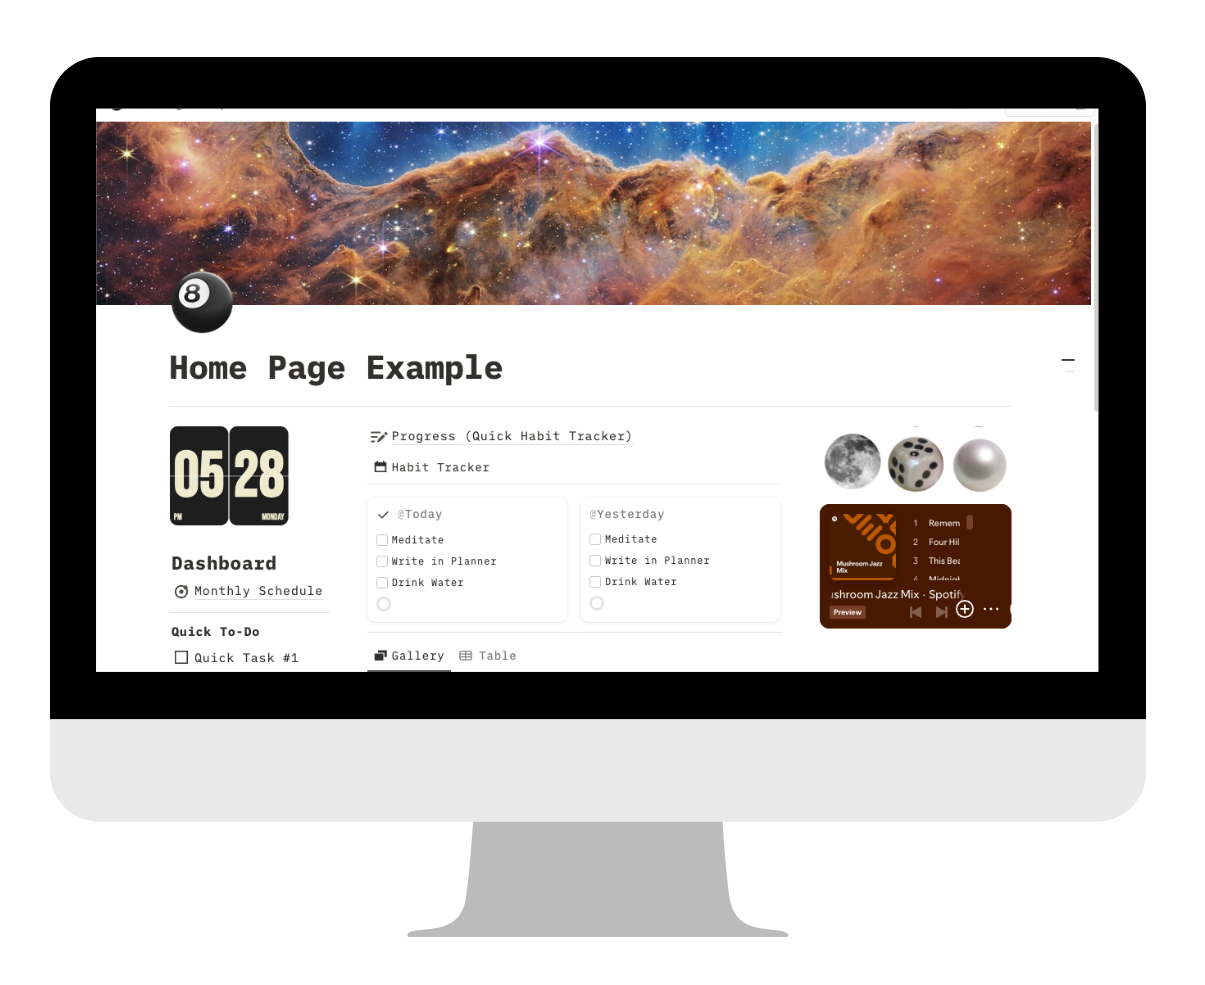 8
Home Page Example
05 28
PM MONDAY
Dashboard
Monthly Schedule
Quick To-Do
Quick Task #1
Progress (Quick Habit Tracker)
Habit Tracker
@Today
Meditate
Write in Planner
Drink Water
@Yesterday
Meditate
Write in Planner
Drink Water
Gallery Table
Mushroom Jazz
Mix
1 Remem
2 Four Hil
3 This Bea
4 Midnigh
ushroom Jazz Mix · Spotify
Preview